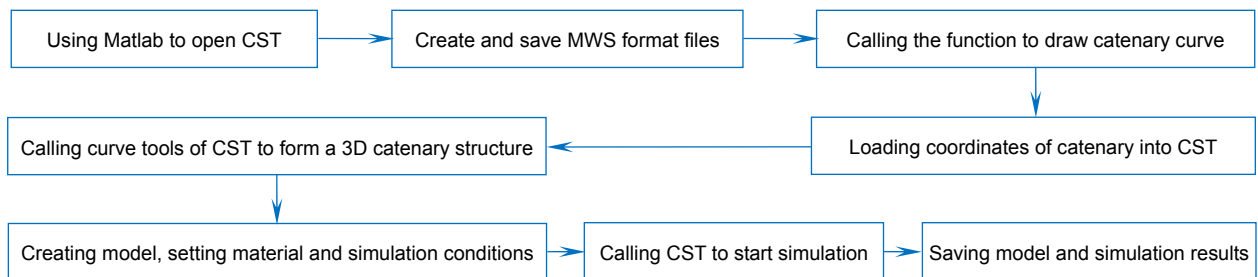 Using Matlab to open CST
Create and save MWS format files
Calling the function to draw catenary curve
Loading coordinates of catenary into CST
Calling curve tools of CST to form a 3D catenary structure
Creating model, setting material and simulation conditions
Calling CST to start simulation
Saving model and simulation results